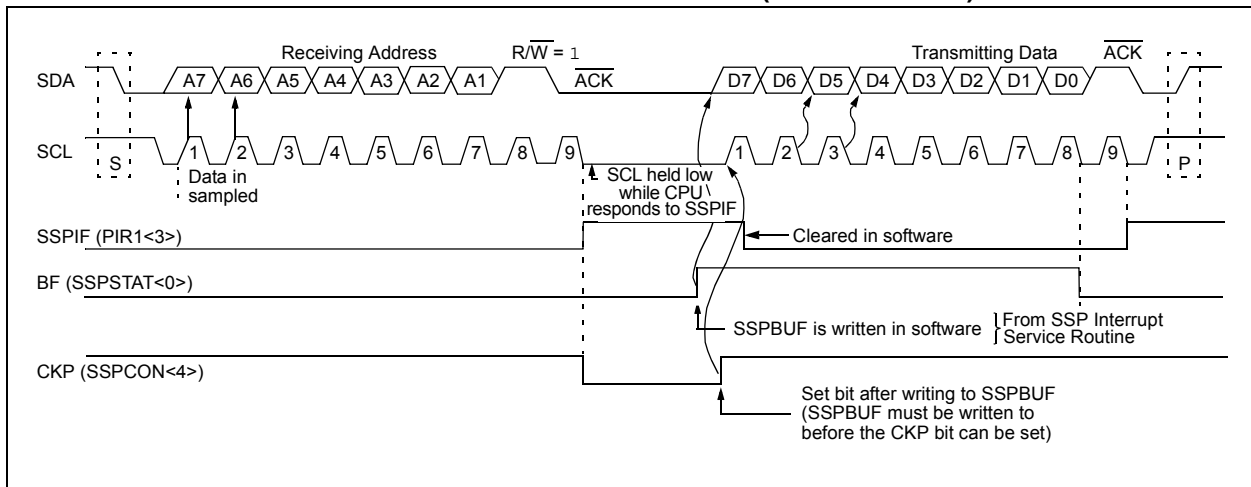 Receiving Address R/W = 1 Transmitting Data ACK
SDA A7 A6 A5 A4 A3 A2 A1 ACK D7 D6 D5 D4 D3 D2 D1 D0
SCL S 1 2 3 4 5 6 7 8 9 1 2 3 4 5 6 7 8 9 P
Data in
sampled
SCL held low
while CPU
responds to SSPIF
SSPIF (PIR1<3>)
Cleared in software
BF (SSPSTAT<0>)
SSPBUF is written in software
From SSP Interrupt
Service Routine
CKP (SSPCON<4>)
Set bit after writing to SSPBUF
(SSPBUF must be written to
before the CKP bit can be set)